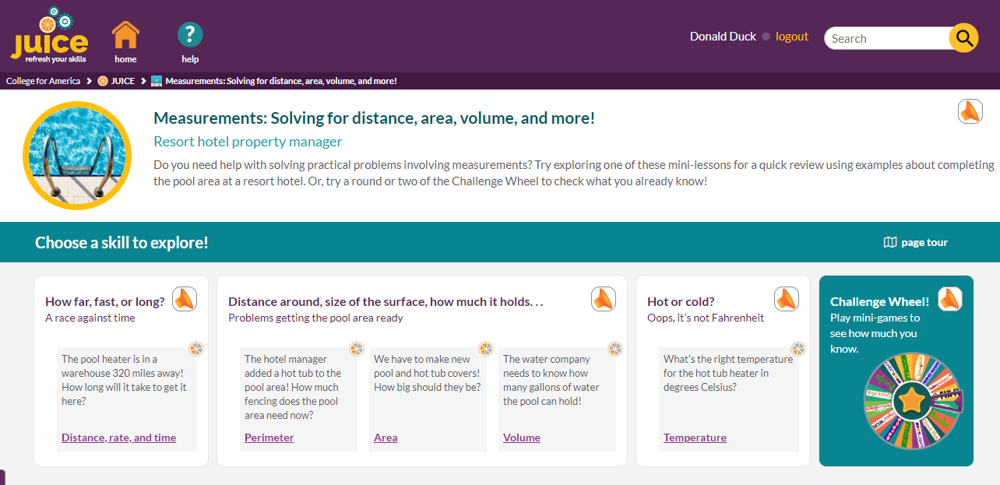 JUICE
refresh your skills
home
help
Donald Duck
logout
Search
College for America
JUICE
Measurements: Solving for distance, area, volume, and more!
Measurements: Solving for distance, area, volume, and more!
Resort hotel property manager
Do you need help with solving practical problems involving measurements? Try exploring one of these mini-lessons for a quick review using examples about completing
the pool area at a resort hotel. Or, try a round or two of the Challenge Wheel to check what you already know!
Choose a skill to explore!
page tour
How far, fast, or long?
A race against time
The pool heater is in a
warehouse 320 miles away!
How long will it take to get it
here?
Distance, rate, and time
Distance around, size of the surface, how much it holds. . .
Problems getting the pool area ready
The hotel manager
added a hot tub to the
pool area! How much
fencing does the pool
area need now?
Perimeter
We have to make new
pool and hot tub covers!
How big should they be?
Area
The water company
needs to know how
many gallons of water
the pool can hold!
Volume
Hot or cold?
Oops, it's not Fahrenheit
What's the right temperature
for the hot tub heater in
degrees Celsius?
Temperature
Challenge Wheel!
Play mini-games to
see how much you
know.